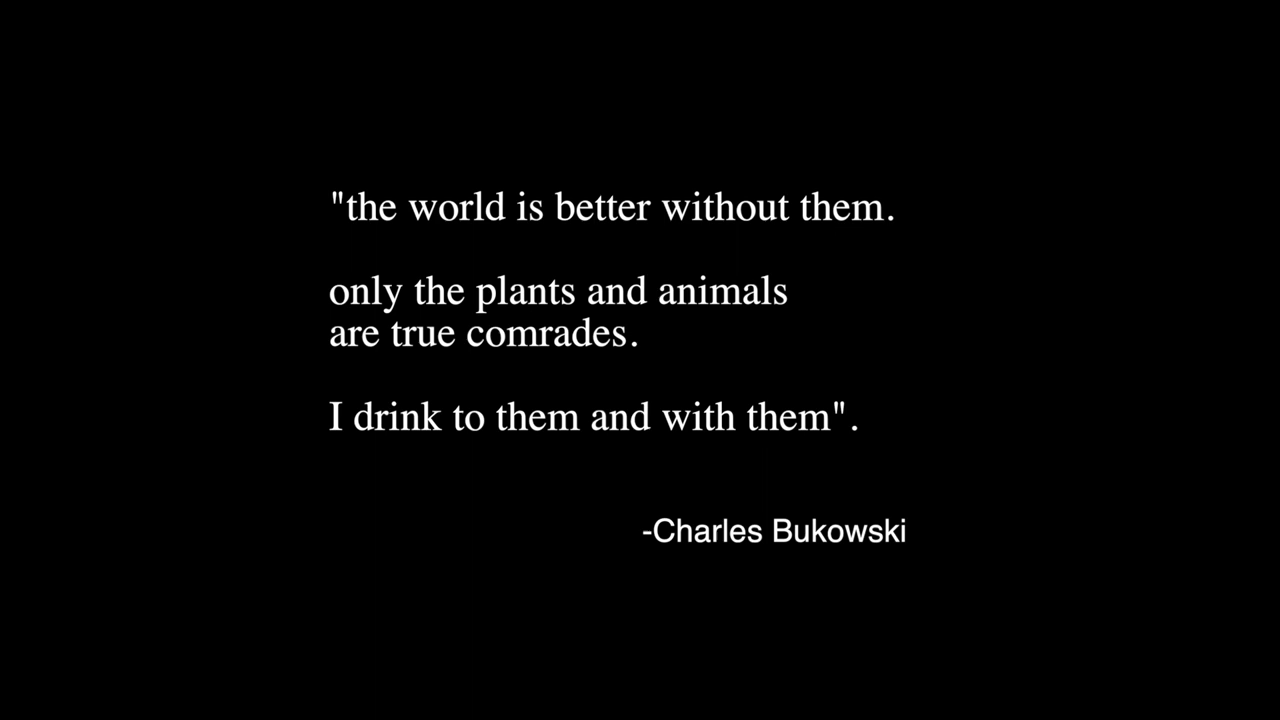 "the world is better without them.
only the plants and animals
are true comrades.
I drink to them and with them".
-Charles Bukowski